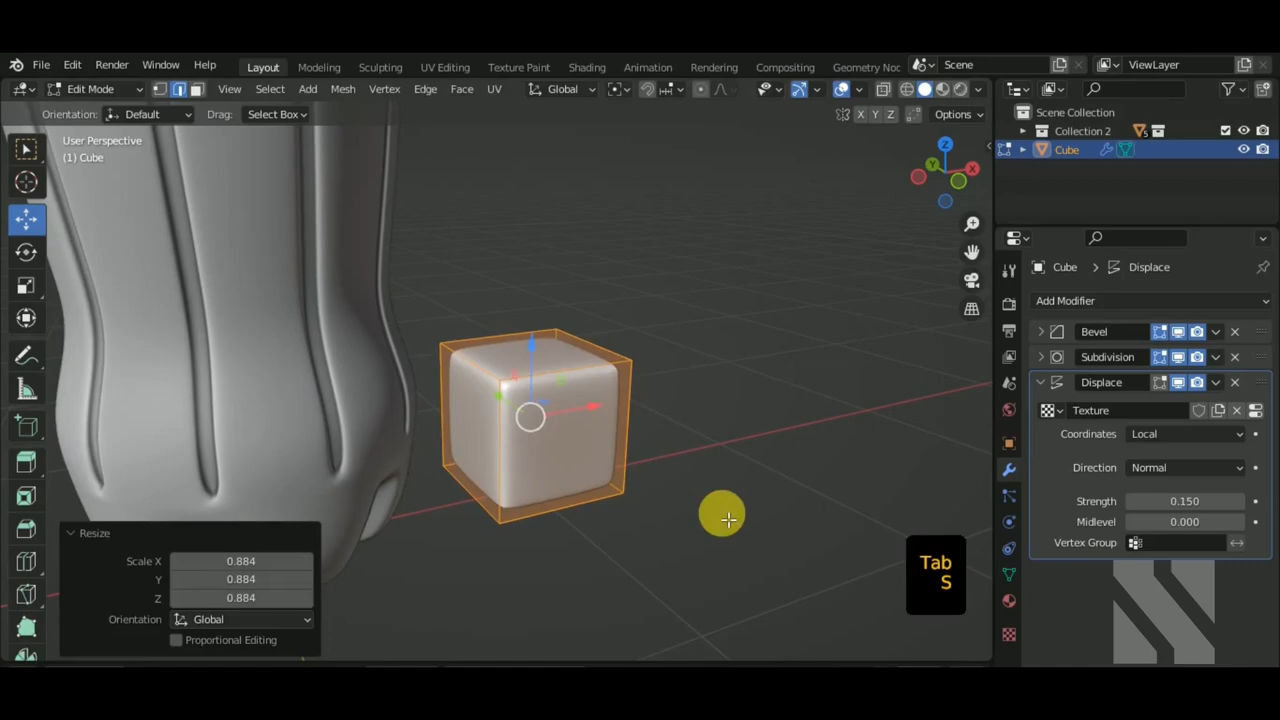 File Edit Render Window Help Layout Modeling Sculpting UV Editing Texture Paint Shading Animation Rendering Compositing Geometry Noc Scene ViewLayer
Edit Mode View Select Add Mesh Vertex Edge Face UV Global
Orientation: Default Drag: Select Box X Y Z Options
User Perspective
(1) Cube
Z
Y
X
Scene Collection
Collection 2 5
Cube
Cube > Displace
Add Modifier
Bevel
Subdivision
Displace
Texture
Coordinates Local
Direction Normal
Strength 0.150
Midlevel 0.000
Vertex Group
Resize
Scale X 0.884
Y 0.884
Z 0.884
Orientation Global
Proportional Editing
Tab
S